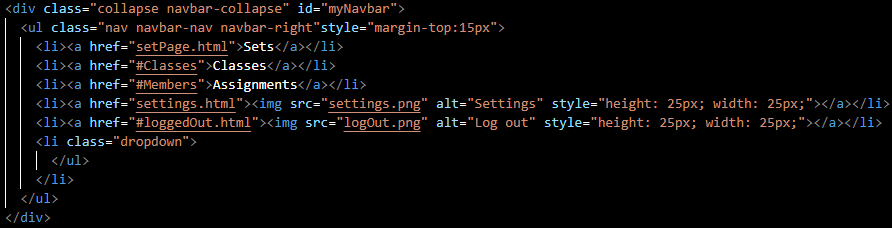 <div class="collapse navbar-collapse" id="myNavbar">
<ul class="nav navbar-nav navbar-right"style="margin-top:15px">
<li><a href="setPage.html">Sets</a></li>
<li><a href="#Classes">Classes</a></li>
<li><a href="#Members">Assignments</a></li>
<li><a href="settings.html"><img src="settings.png" alt="Settings" style="height: 25px; width: 25px;"></a></li>
<li><a href="#loggedOut.html"><img src="logOut.png" alt="Log out" style="height: 25px; width: 25px;"></a></li>
<li class="dropdown">
</ul>
</li>
</ul>
</div>